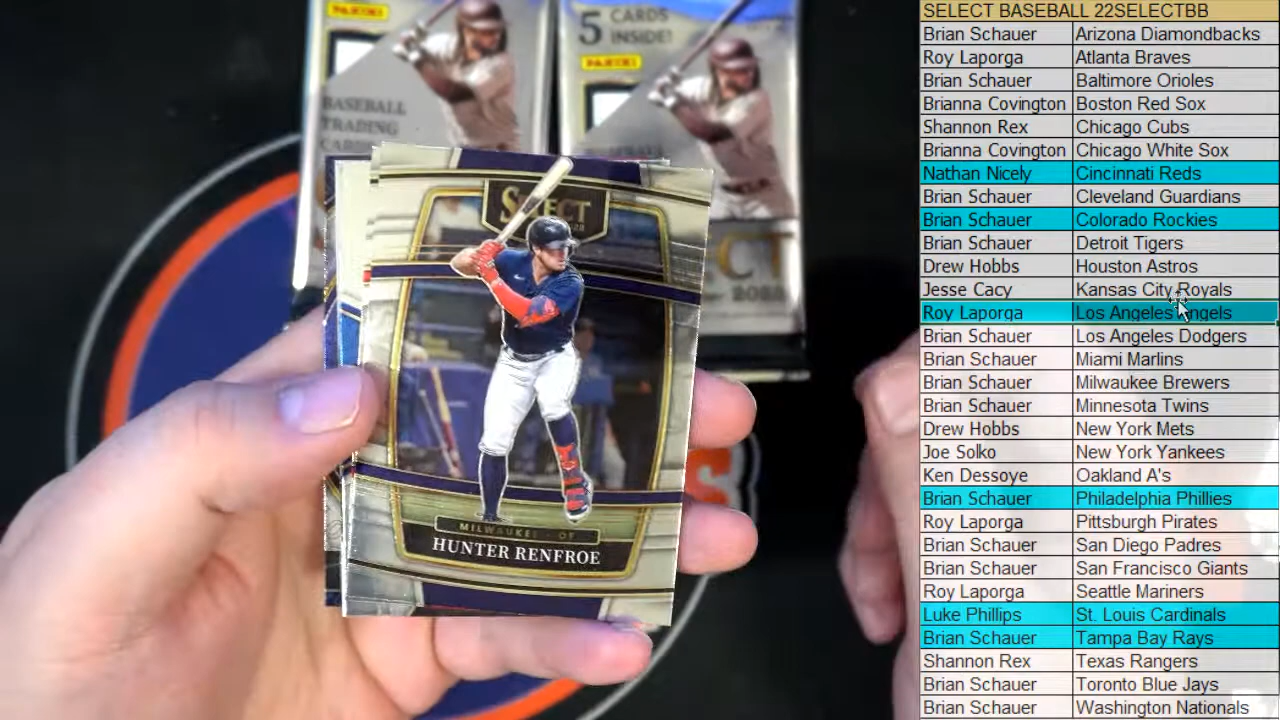 PANINI
5 CARDS
INSIDE!
PANINI
BASEBALL
TRADING
SELECT
MILWAUKEE - OF
HUNTER RENFROE
2022
SELECT BASEBALL 22SELECTBB
Brian Schauer Arizona Diamondbacks
Roy Laporga Atlanta Braves
Brian Schauer Baltimore Orioles
Brianna Covington Boston Red Sox
Shannon Rex Chicago Cubs
Brianna Covington Chicago White Sox
Nathan Nicely Cincinnati Reds
Brian Schauer Cleveland Guardians
Brian Schauer Colorado Rockies
Brian Schauer Detroit Tigers
Drew Hobbs Houston Astros
Jesse Cacy Kansas City Royals
Roy Laporga Los Angeles Angels
Brian Schauer Los Angeles Dodgers
Brian Schauer Miami Marlins
Brian Schauer Milwaukee Brewers
Brian Schauer Minnesota Twins
Drew Hobbs New York Mets
Joe Solko New York Yankees
Ken Dessoye Oakland A's
Brian Schauer Philadelphia Phillies
Roy Laporga Pittsburgh Pirates
Brian Schauer San Diego Padres
Brian Schauer San Francisco Giants
Roy Laporga Seattle Mariners
Luke Phillips St. Louis Cardinals
Brian Schauer Tampa Bay Rays
Shannon Rex Texas Rangers
Brian Schauer Toronto Blue Jays
Brian Schauer Washington Nationals